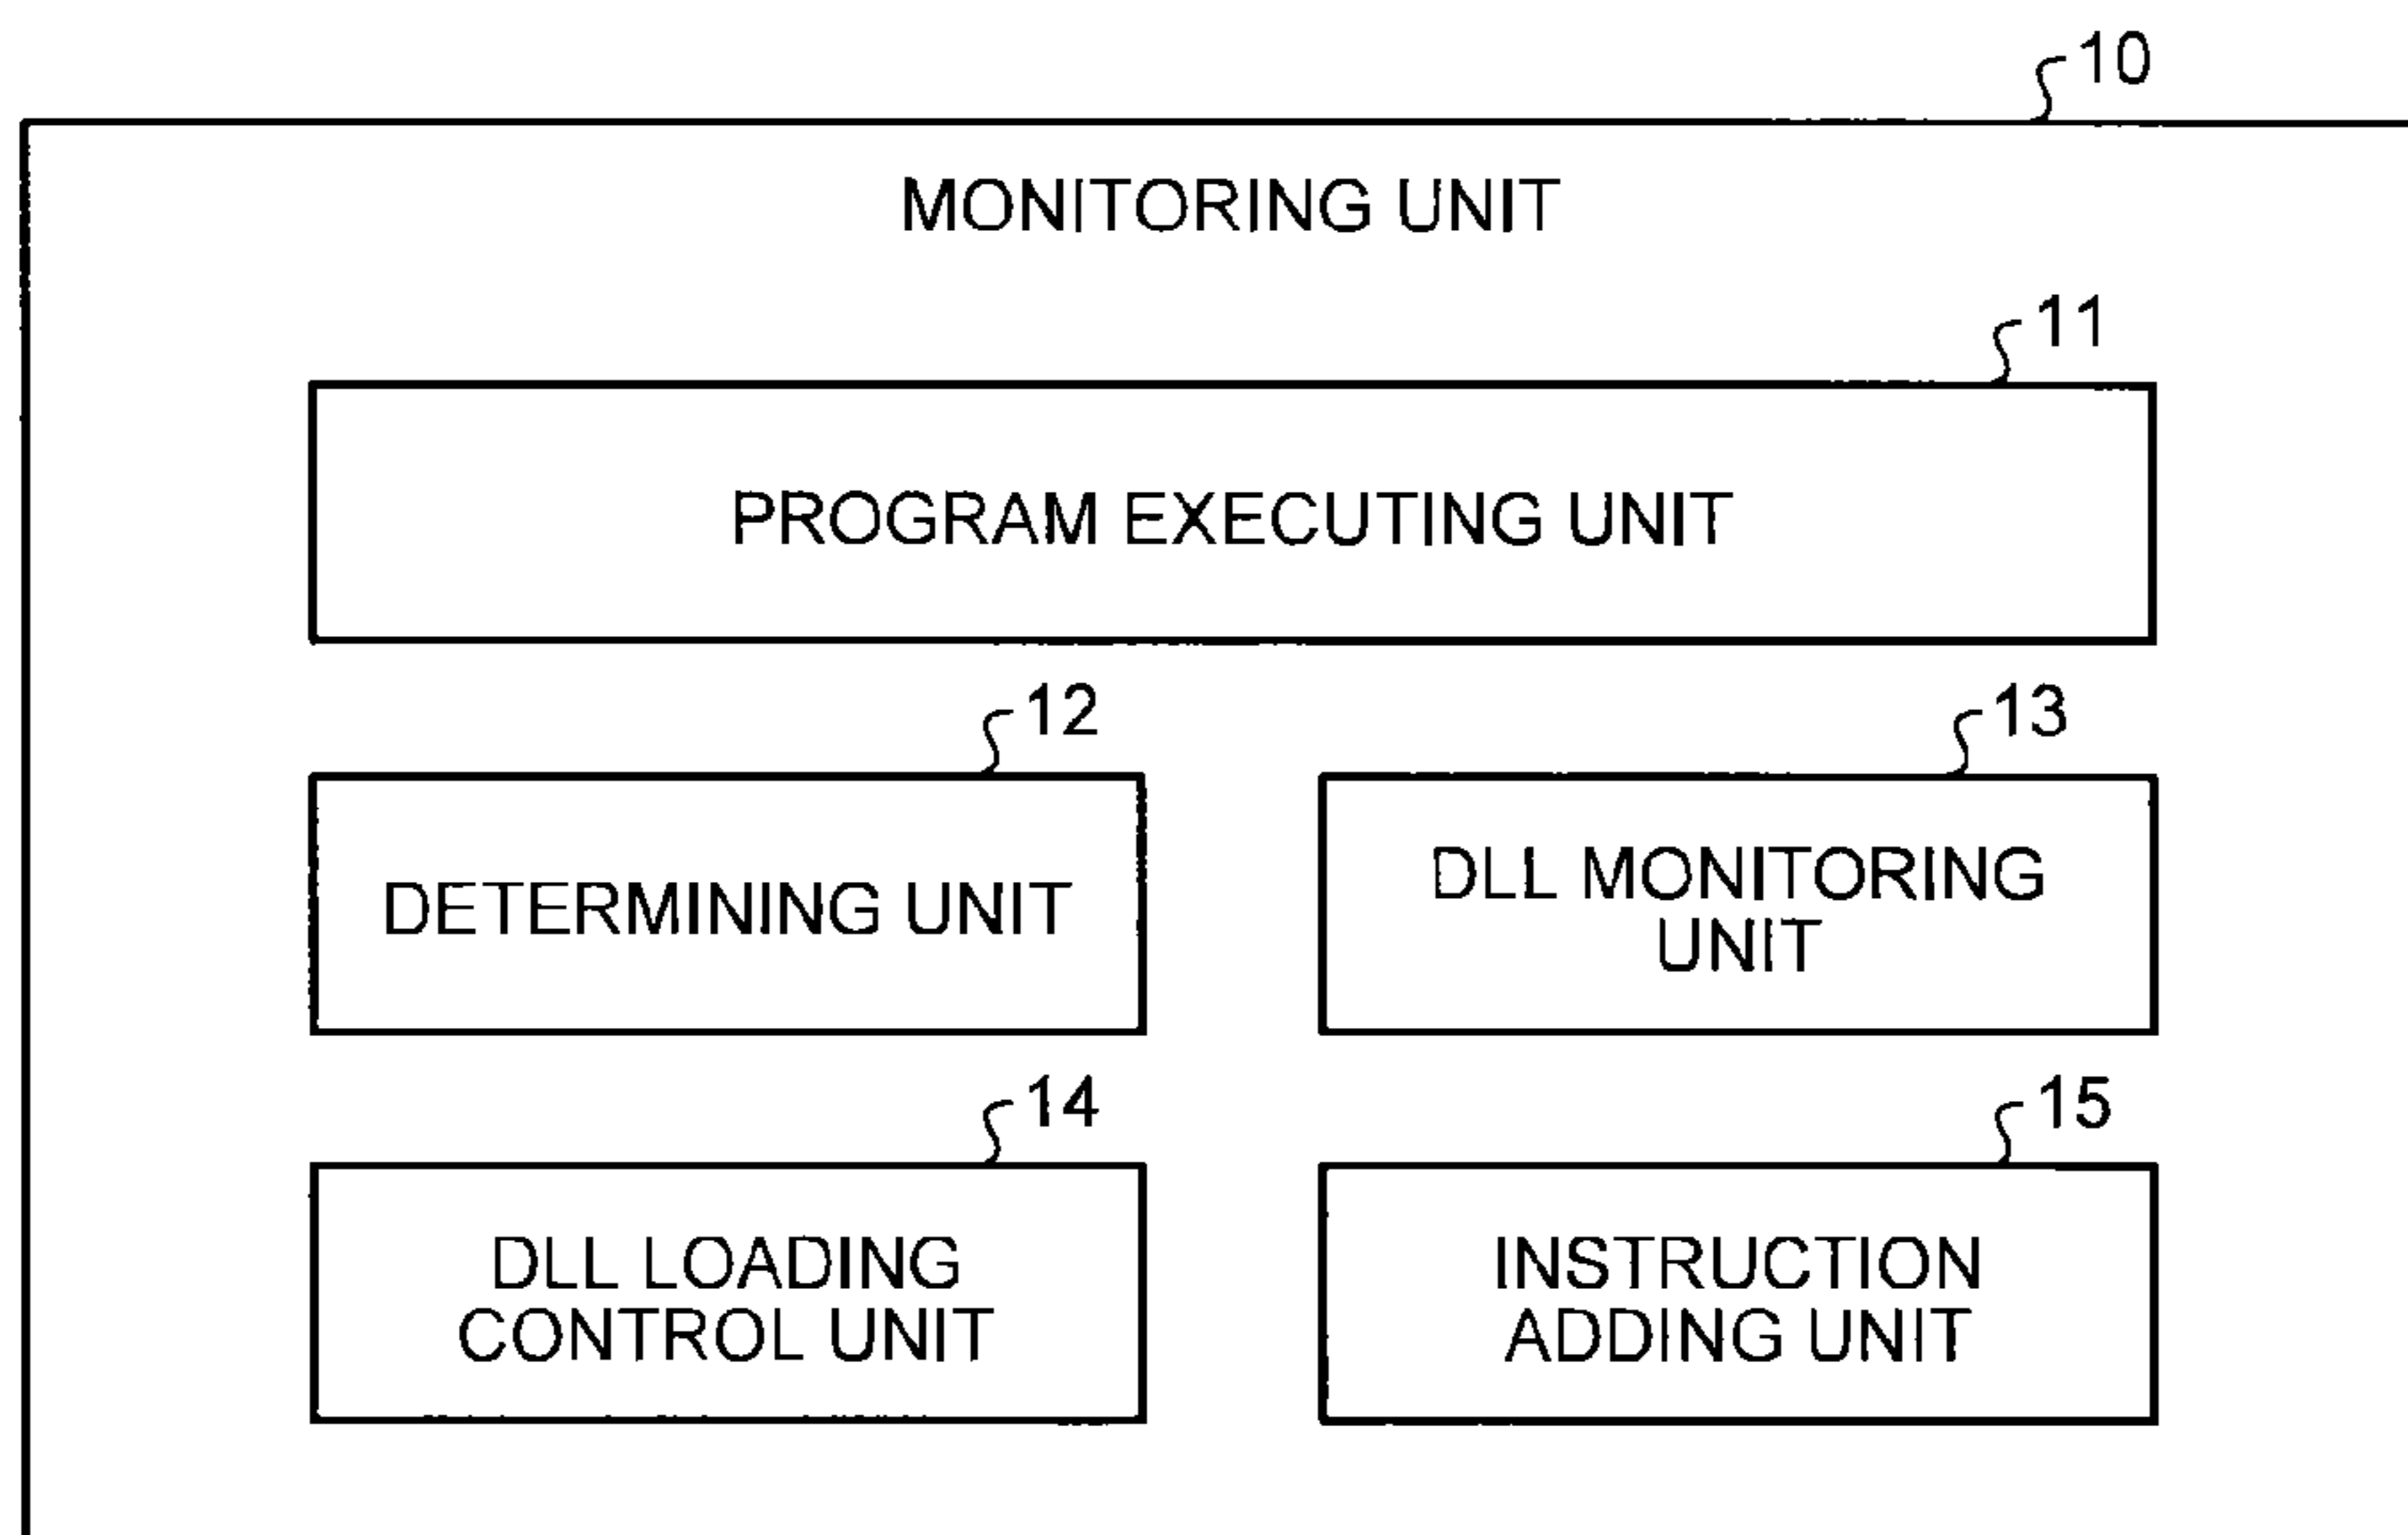 10
MONITORING UNIT
11
PROGRAM EXECUTING UNIT
12
13
DETERMINING UNIT
DLL MONITORING
UNIT
14
15
DLL LOADING
CONTROL UNIT
INSTRUCTION
ADDING UNIT